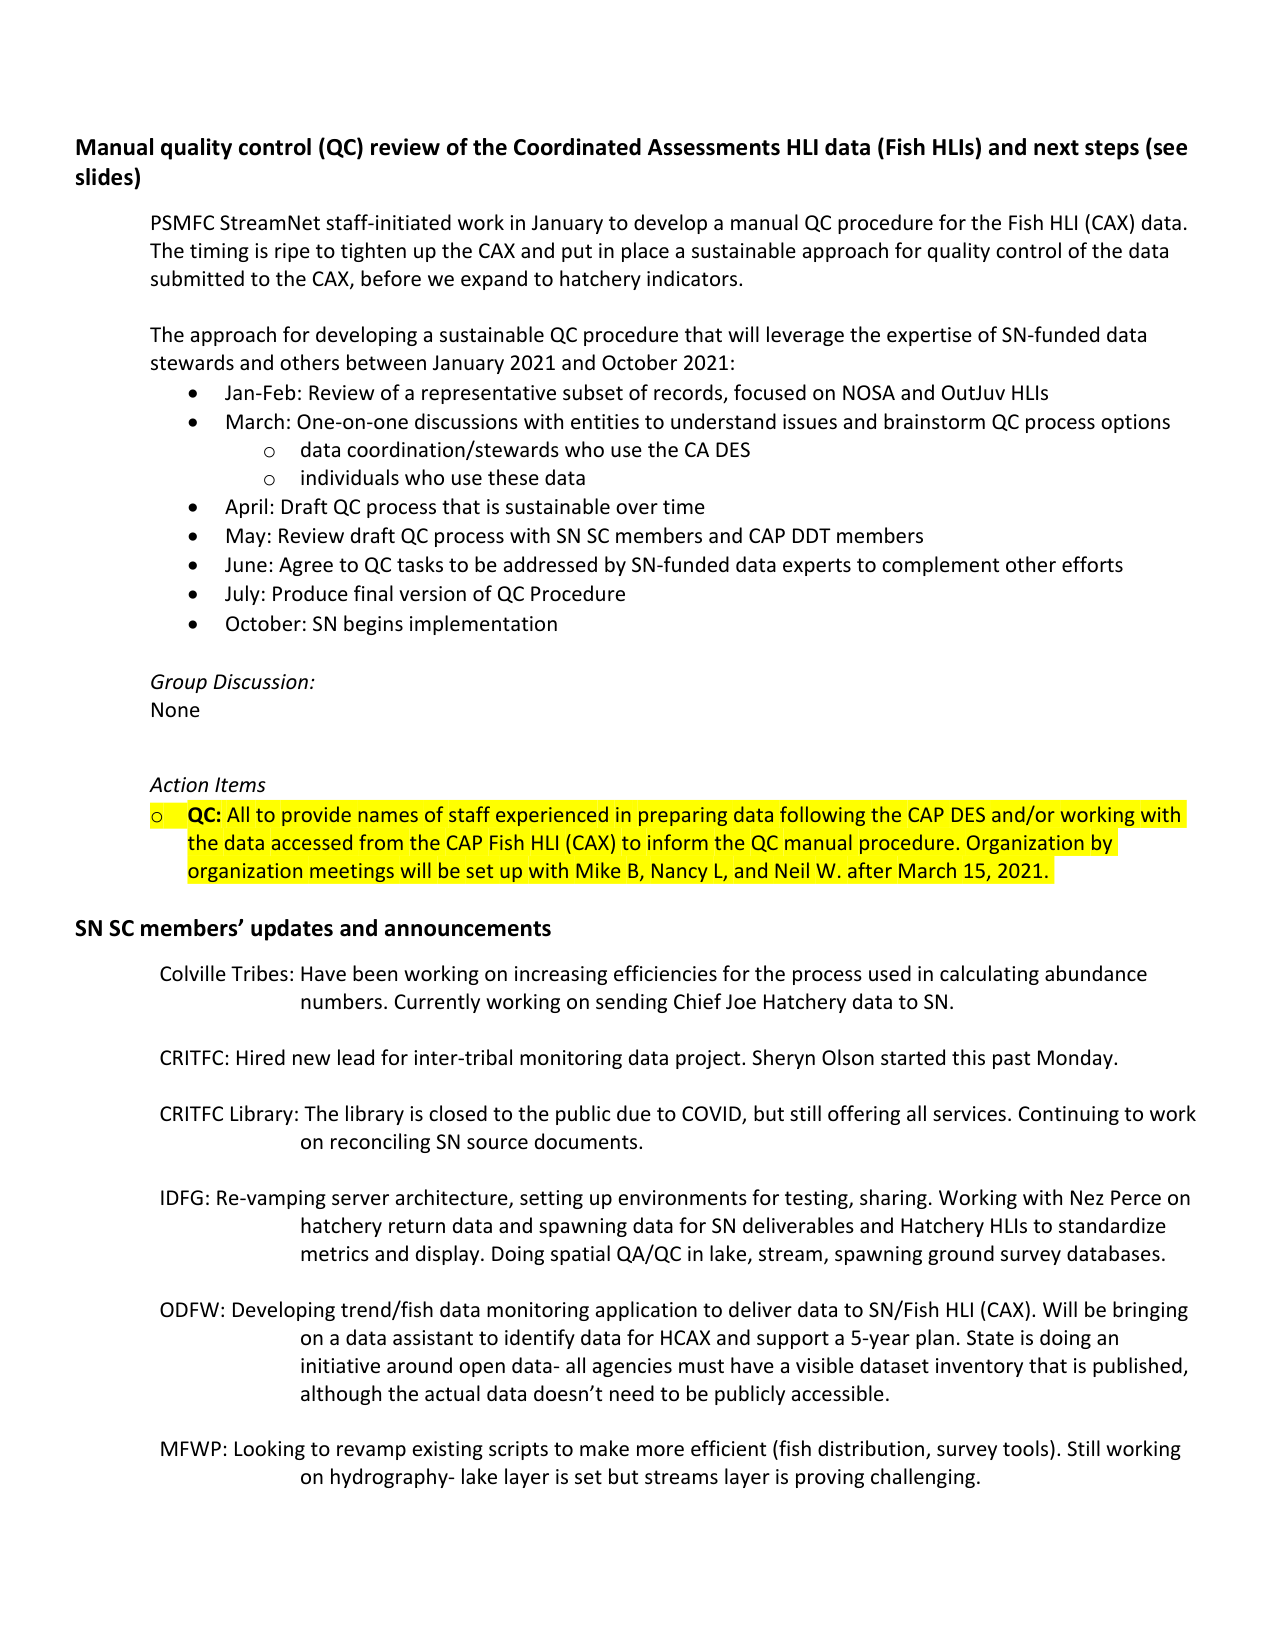 Manual quality control (QC) review of the Coordinated Assessments HLI data (Fish HLIs) and next steps (see
slides)
PSMFC StreamNet staff-initiated work in January to develop a manual QC procedure for the Fish HLI (CAX) data.
The timing is ripe to tighten up the CAX and put in place a sustainable approach for quality control of the data
submitted to the CAX, before we expand to hatchery indicators.
The approach for developing a sustainable QC procedure that will leverage the expertise of SN-funded data
stewards and others between January 2021 and October 2021:
• Jan-Feb: Review of a representative subset of records, focused on NOSA and OutJuv HLIs
• March: One-on-one discussions with entities to understand issues and brainstorm QC process options
o data coordination/stewards who use the CA DES
o individuals who use these data
• April: Draft QC process that is sustainable over time
• May: Review draft QC process with SN SC members and CAP DDT members
• June: Agree to QC tasks to be addressed by SN-funded data experts to complement other efforts
• July: Produce final version of QC Procedure
• October: SN begins implementation
Group Discussion:
None
Action Items
o QC: All to provide names of staff experienced in preparing data following the CAP DES and/or working with
the data accessed from the CAP Fish HLI (CAX) to inform the QC manual procedure. Organization by
organization meetings will be set up with Mike B, Nancy L, and Neil W. after March 15, 2021.
SN SC members’ updates and announcements
Colville Tribes: Have been working on increasing efficiencies for the process used in calculating abundance
numbers. Currently working on sending Chief Joe Hatchery data to SN.
CRITFC: Hired new lead for inter-tribal monitoring data project. Sheryn Olson started this past Monday.
CRITFC Library: The library is closed to the public due to COVID, but still offering all services. Continuing to work
on reconciling SN source documents.
IDFG: Re-vamping server architecture, setting up environments for testing, sharing. Working with Nez Perce on
hatchery return data and spawning data for SN deliverables and Hatchery HLIs to standardize
metrics and display. Doing spatial QA/QC in lake, stream, spawning ground survey databases.
ODFW: Developing trend/fish data monitoring application to deliver data to SN/Fish HLI (CAX). Will be bringing
on a data assistant to identify data for HCAX and support a 5-year plan. State is doing an
initiative around open data- all agencies must have a visible dataset inventory that is published,
although the actual data doesn’t need to be publicly accessible.
MFWP: Looking to revamp existing scripts to make more efficient (fish distribution, survey tools). Still working
on hydrography- lake layer is set but streams layer is proving challenging.